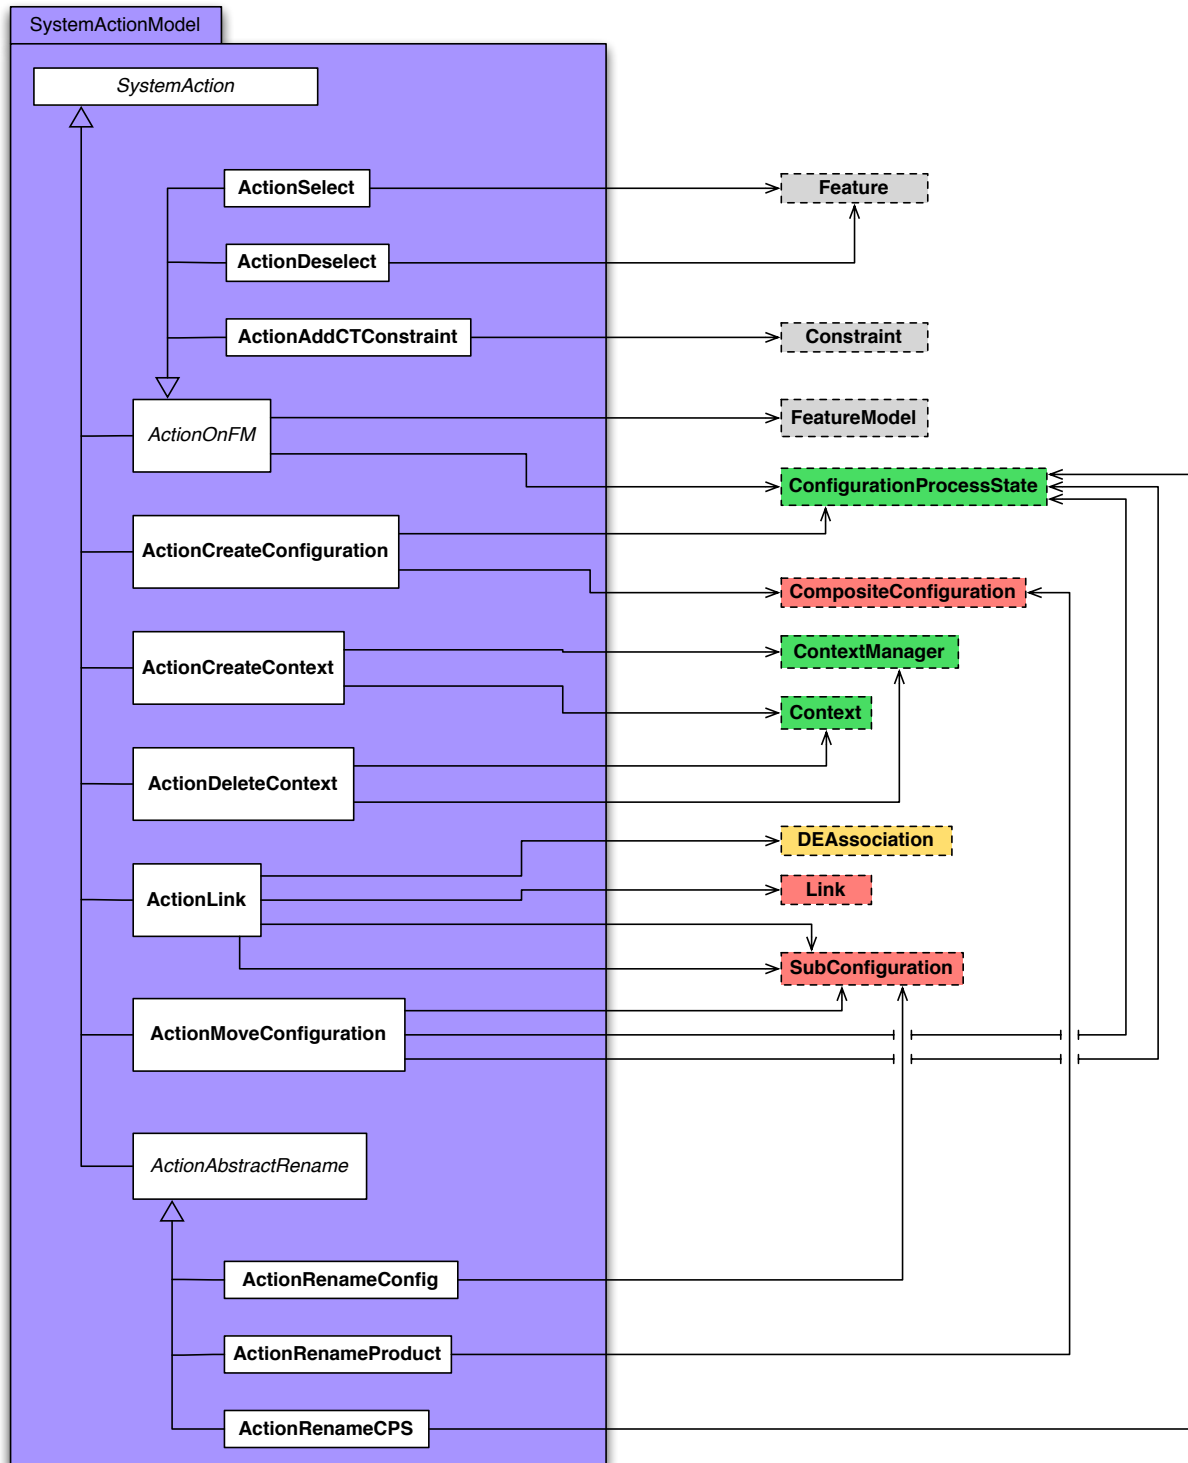 SystemActionModel
SystemAction
ActionSelect
Feature
ActionDeselect
ActionAddCTConstraint
Constraint
ActionOnFM
FeatureModel
ConfigurationProcessState
ActionCreateConfiguration
CompositeConfiguration
ActionCreateContext
ContextManager
Context
ActionDeleteContext
DEAssociation
ActionLink
Link
SubConfiguration
ActionMoveConfiguration
ActionAbstractRename
ActionRenameConfig
ActionRenameProduct
ActionRenameCPS